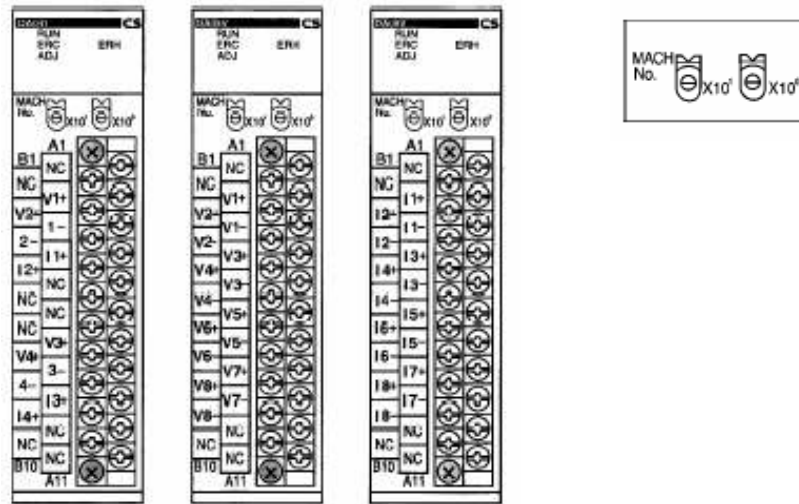 DA041 CS
RUN
ERC ERH
ADJ
MACH
No. X10¹ X10⁰
A1
B1
NC
NC
V1+
V2+
1-
2-
I1+
I2+
NC
NC
NC
NC
V3+
V4+
3-
4-
I3+
I4+
NC
NC
NC
B10
A11
DA08V CS
RUN
ERC ERH
ADJ
MACH
No. X10¹ X10⁰
A1
B1
NC
NC
V1+
V2+
V1-
V2-
V3+
V4+
V3-
V4-
V5+
V6+
V5-
V6-
V7+
V8+
V7-
V8-
NC
NC
NC
B10
A11
CS
RUN
ERC ERH
ADJ
MACH
No. X10¹ X10⁰
A1
B1
NC
NC
I1+
I2+
I1-
I2-
I3+
I4+
I3-
I4-
I5+
I6+
I5-
I6-
I7+
I8+
I7-
I8-
NC
NC
NC
B10
A11
MACH
No. X10¹ X10⁰